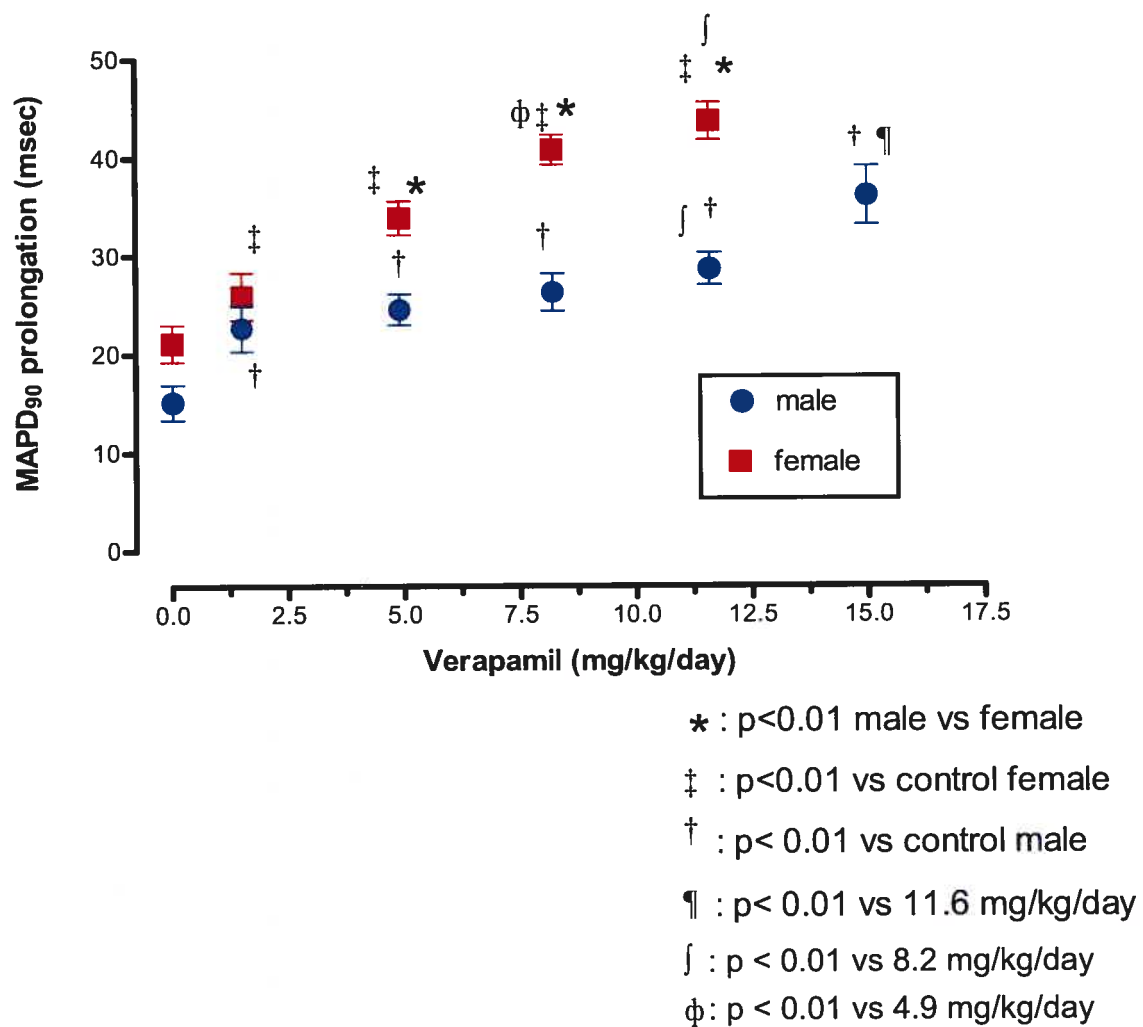 ∫
50
‡ *
ф‡*
† ¶
40
‡ *
∫ †
†
‡
†
30
20
†
10
0
MAPD90 prolongation (msec)
male
female
0.0 2.5 5.0 7.5 10.0 12.5 15.0 17.5
Verapamil (mg/kg/day)
* : p<0.01 male vs female
‡ : p<0.01 vs control female
† : p< 0.01 vs control male
¶ : p< 0.01 vs 11.6 mg/kg/day
∫ : p < 0.01 vs 8.2 mg/kg/day
ф: p < 0.01 vs 4.9 mg/kg/day